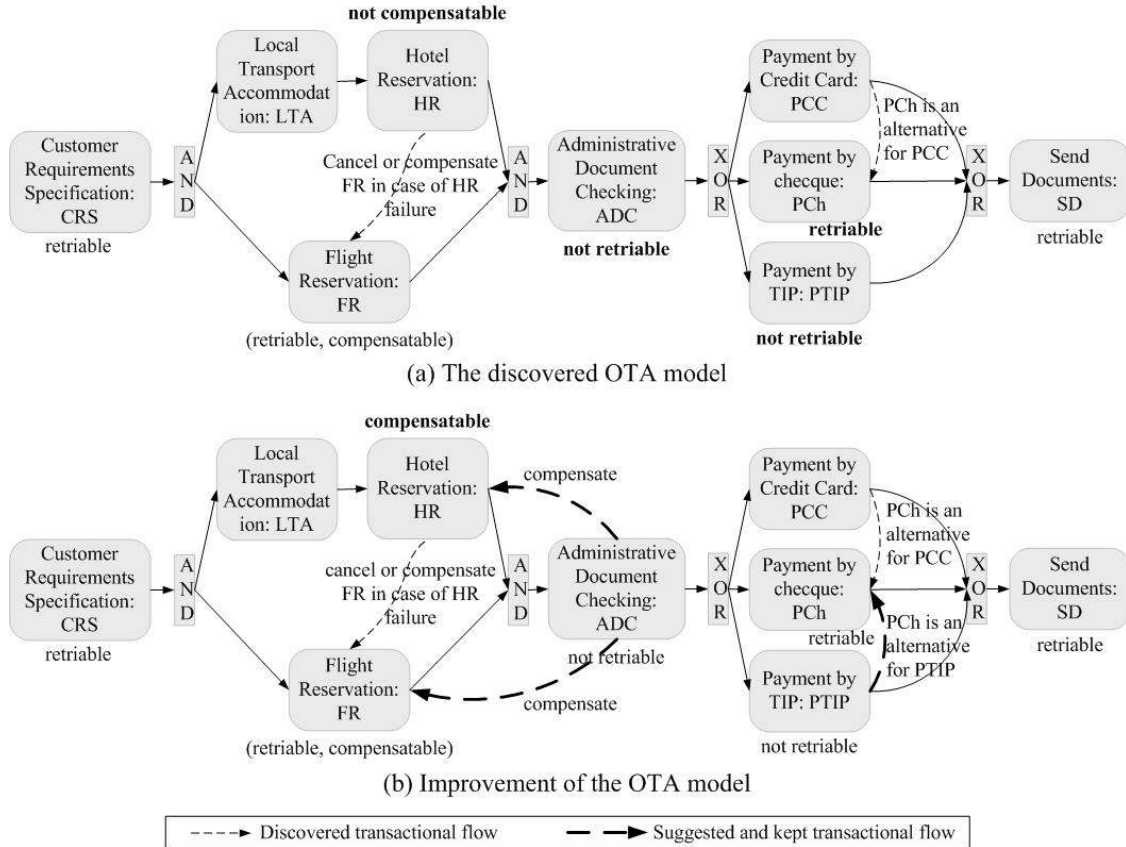 not compensatable
Local
Transport
Accommodat
ion: LTA
Hotel
Reservation:
HR
Payment by
Credit Card:
PCC
PCh is an
alternative
for PCC
Customer
Requirements
Specification:
CRS
retriable
A
N
D
Cancel or compensate
FR in case of HR
failure
A
N
D
Administrative
Document
Checking:
ADC
not retriable
X
O
R
Payment by
checque:
PCh
retriable
X
O
R
Send
Documents:
SD
retriable
Flight
Reservation:
FR
(retriable, compensatable)
Payment by
TIP: PTIP
not retriable
(a) The discovered OTA model
compensatable
Local
Transport
Accommodat
ion: LTA
Hotel
Reservation:
HR
compensate
Payment by
Credit Card:
PCC
PCh is an
alternative
for PCC
Customer
Requirements
Specification:
CRS
retriable
A
N
D
cancel or compensate
FR in case of HR
failure
A
N
D
Administrative
Document
Checking:
ADC
not retriable
X
O
R
Payment by
checque:
PCh
retriable
PCh is an
alternative
for PTIP
X
O
R
Send
Documents:
SD
retriable
Flight
Reservation:
FR
(retriable, compensatable)
compensate
Payment by
TIP: PTIP
not retriable
(b) Improvement of the OTA model
Discovered transactional flow
Suggested and kept transactional flow